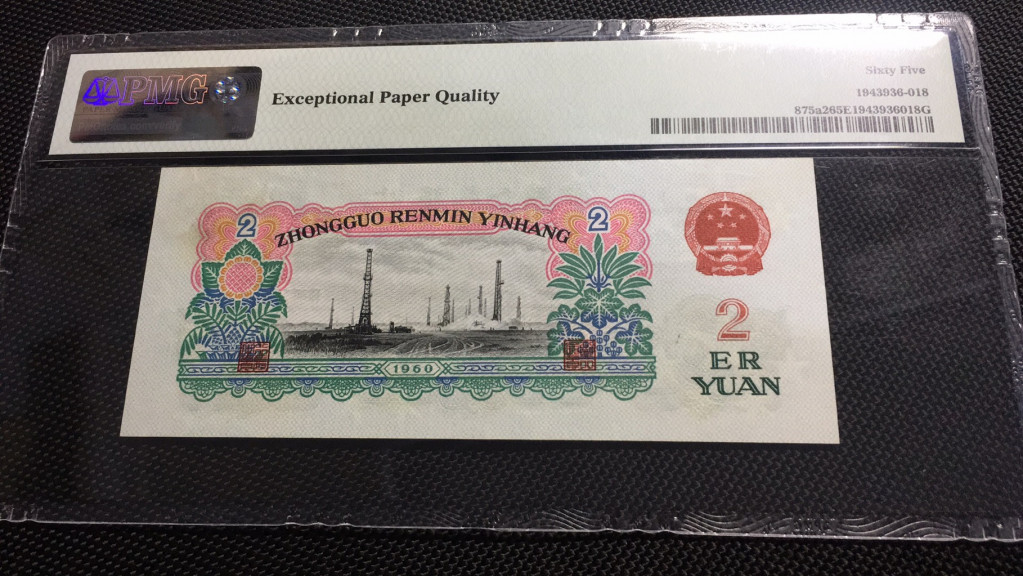 PMG
Exceptional Paper Quality
Sixty Five
1943936-018
875a265E1943936018G
2
ZHONGGUO RENMIN YINHANG
2
1960
2
ER
YUAN